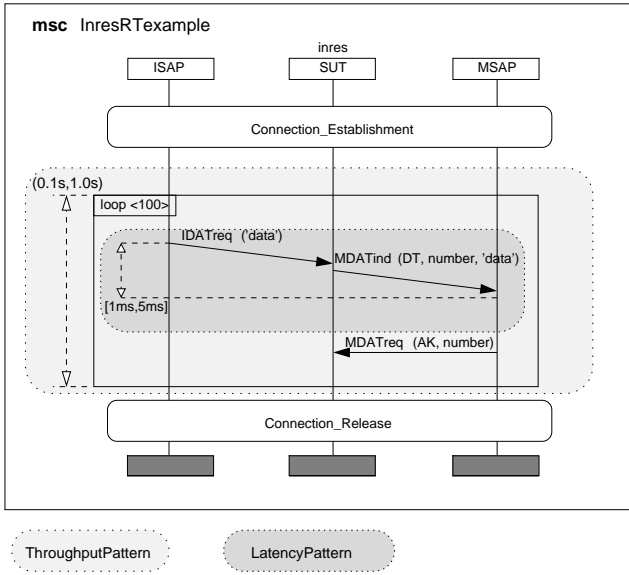 msc InresRTexample
inres
ISAP SUT MSAP
Connection_Establishment
(0.1s,1.0s)
loop <100>
IDATreq ('data')
MDATind (DT, number, 'data')
[1ms,5ms]
MDATreq (AK, number)
Connection_Release
ThroughputPattern LatencyPattern